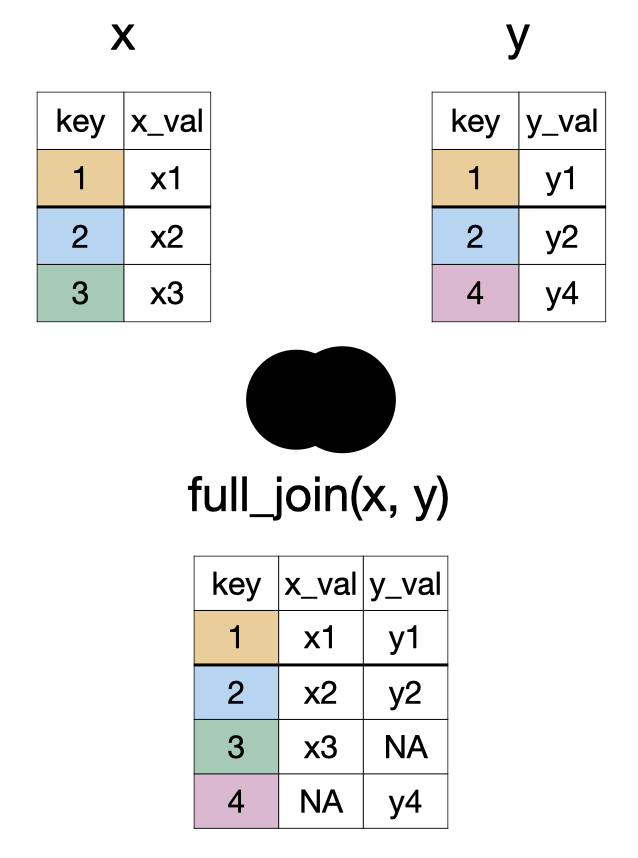 x y
key x_val key y_val
1 x1 1 y1
2 x2 2 y2
3 x3 4 y4
full_join(x, y)
key x_val y_val
1 x1 y1
2 x2 y2
3 x3 NA
4 NA y4